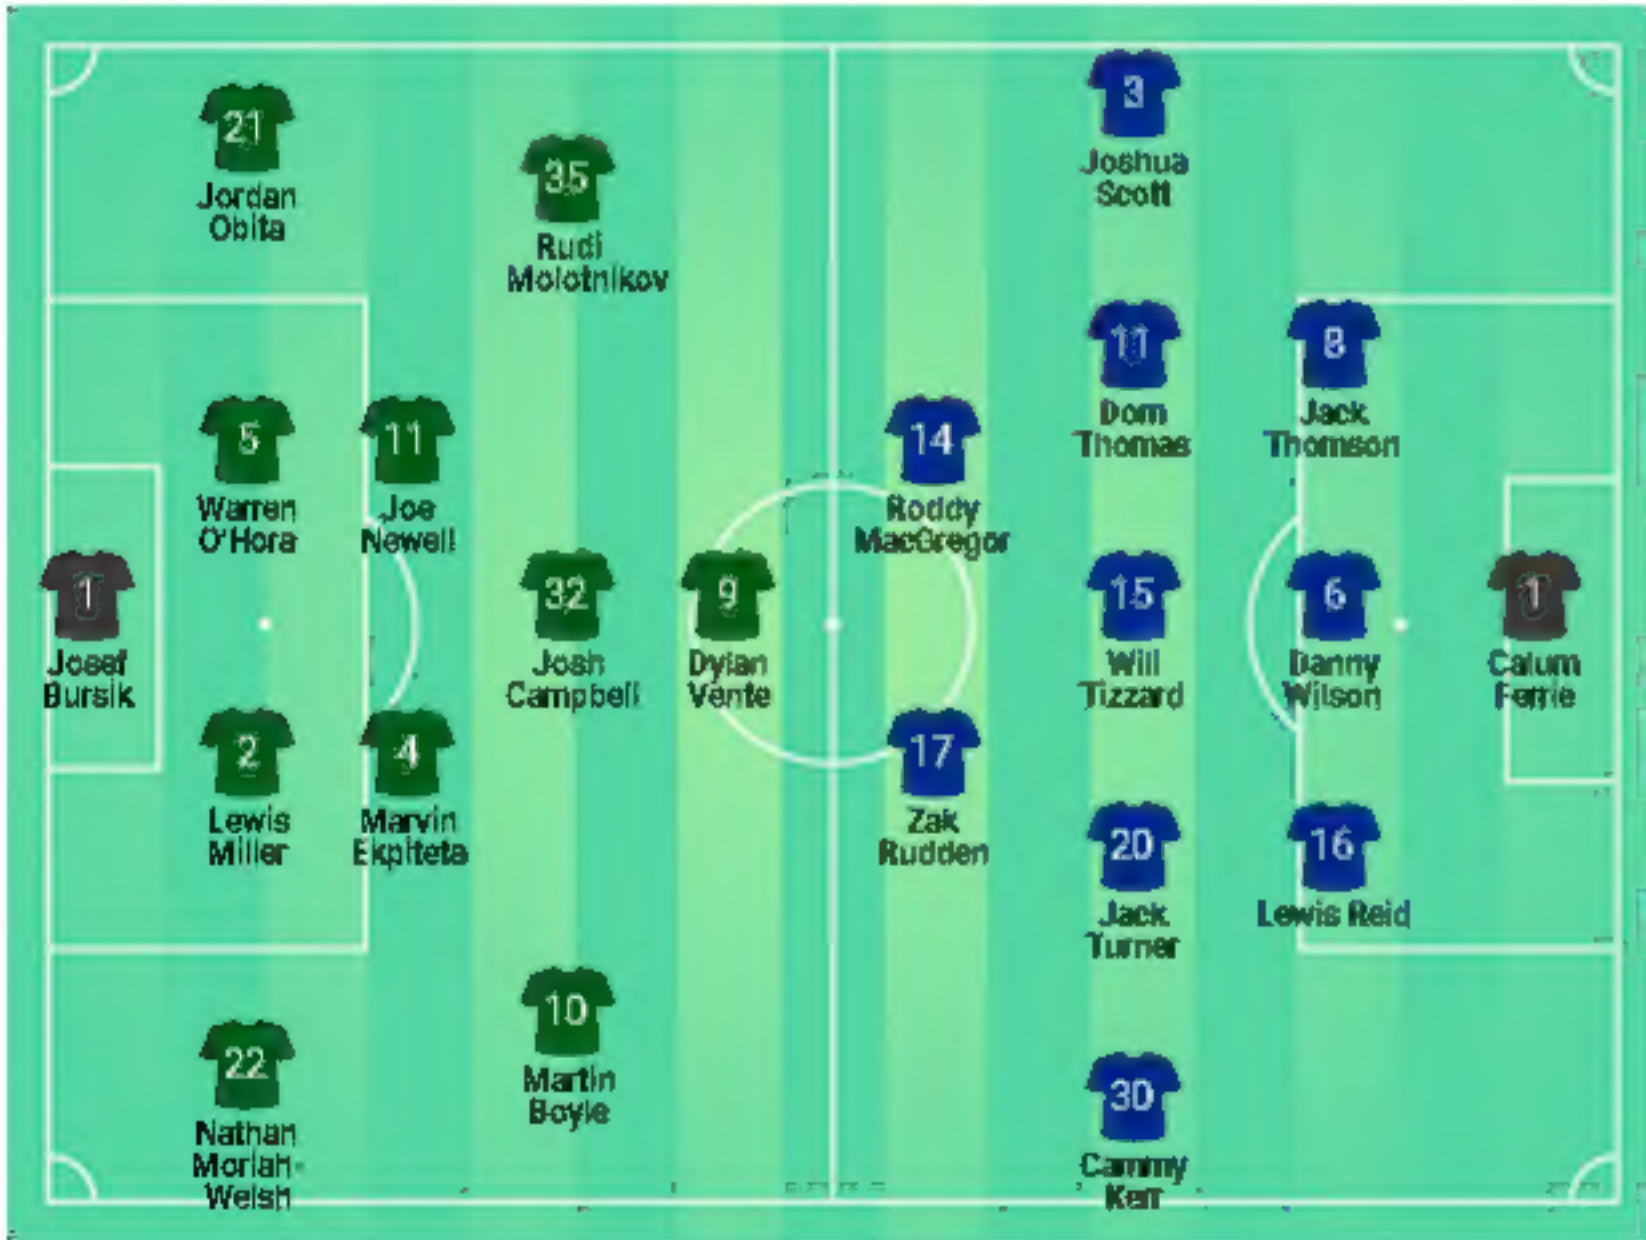 21
Jordan
Obita
5
Warren
O'Hora
1
Josef
Bursik
2
Lewis
Miller
22
Nathan
Moriah-
Welsh
11
Joe
Newell
4
Marvin
Ekpiteta
35
Rudi
Molotnikov
32
Josh
Campbell
10
Martin
Boyle
9
Dylan
Vente
14
Roddy
MacGregor
17
Zak
Rudden
3
Joshua
Scott
11
Dom
Thomas
15
Will
Tizzard
20
Jack
Turner
30
Cammy
Kerr
8
Jack
Thomson
6
Danny
Wilson
16
Lewis Reid
1
Calum
Ferrie